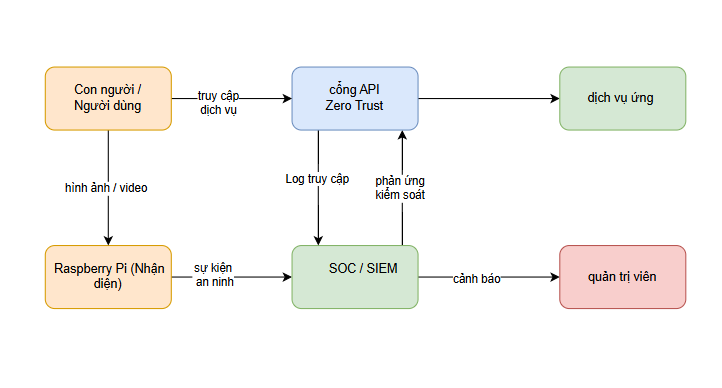 Con người /
Người dùng
truy cập
dịch vụ
cổng API
Zero Trust
dịch vụ ứng
hình ảnh / video
Log truy cập
phản ứng
kiểm soát
Raspberry Pi (Nhận
diện)
sự kiện
an ninh
SOC / SIEM
cảnh báo
quản trị viên